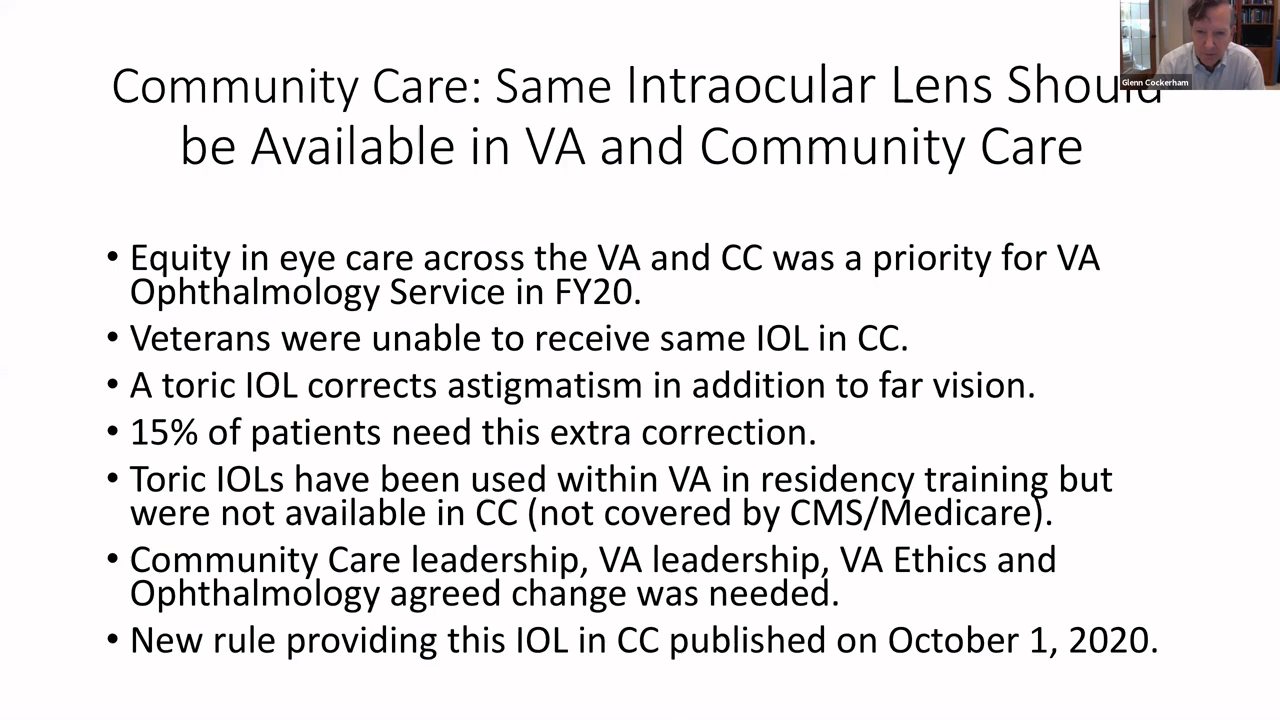 Glenn Cockerham
Community Care: Same Intraocular Lens Should
be Available in VA and Community Care
• Equity in eye care across the VA and CC was a priority for VA
Ophthalmology Service in FY20.
• Veterans were unable to receive same IOL in CC.
• A toric IOL corrects astigmatism in addition to far vision.
• 15% of patients need this extra correction.
• Toric IOLs have been used within VA in residency training but
were not available in CC (not covered by CMS/Medicare).
• Community Care leadership, VA leadership, VA Ethics and
Ophthalmology agreed change was needed.
• New rule providing this IOL in CC published on October 1, 2020.